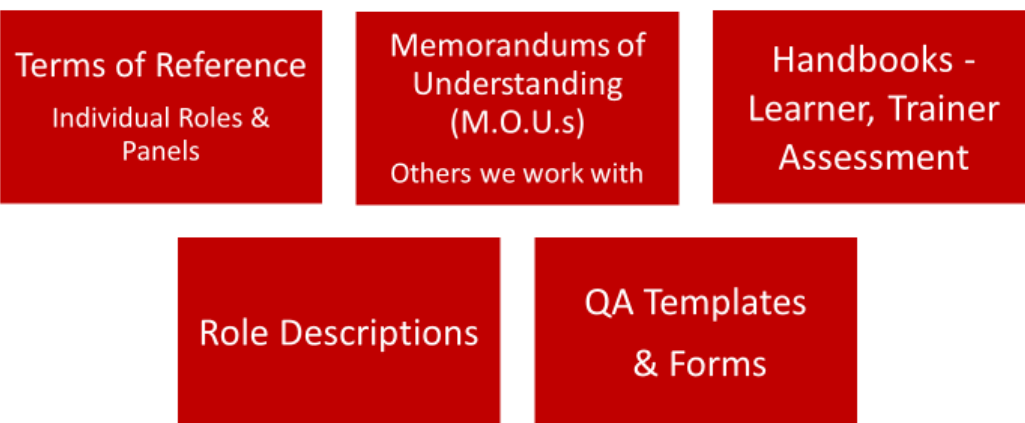 Terms of Reference
Individual Roles &
Panels
Memorandums of
Understanding
(M.O.U.s)
Others we work with
Handbooks -
Learner, Trainer
Assessment
Role Descriptions
QA Templates
& Forms